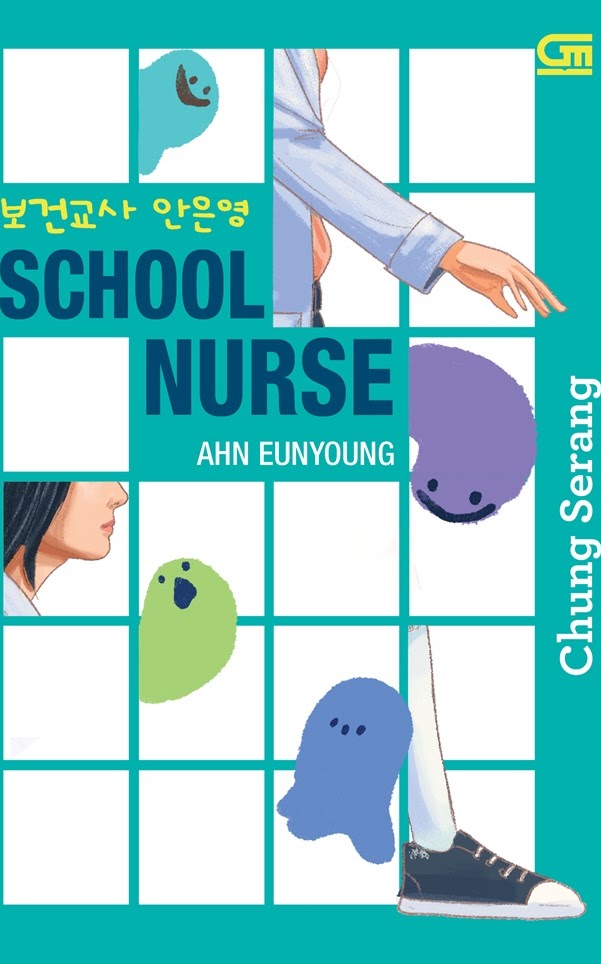 보건교사 안은영
SCHOOL
NURSE
AHN EUNYOUNG
Chung Serang